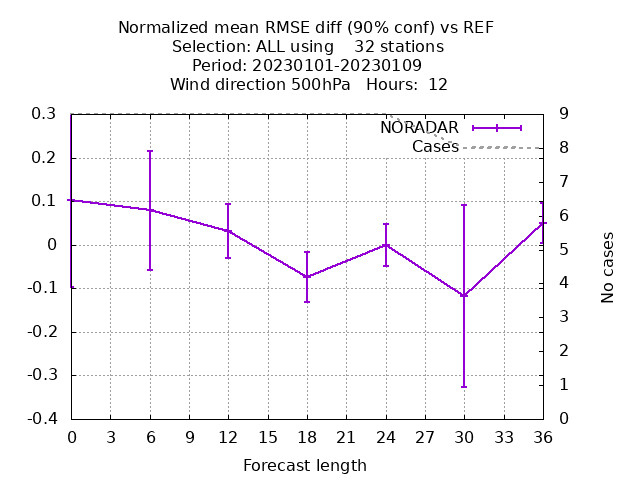 Normalized mean RMSE diff (90% conf) vs REF
Selection: ALL using    32 stations
Period: 20230101-20230109
Wind direction 500hPa   Hours:  12
0.3
0.2
0.1
0
-0.1
-0.2
-0.3
-0.4
NORADAR
Cases
9
8
7
6
5
4
3
2
1
0
No cases
0 3 6 9 12 15 18 21 24 27 30 33 36
Forecast length